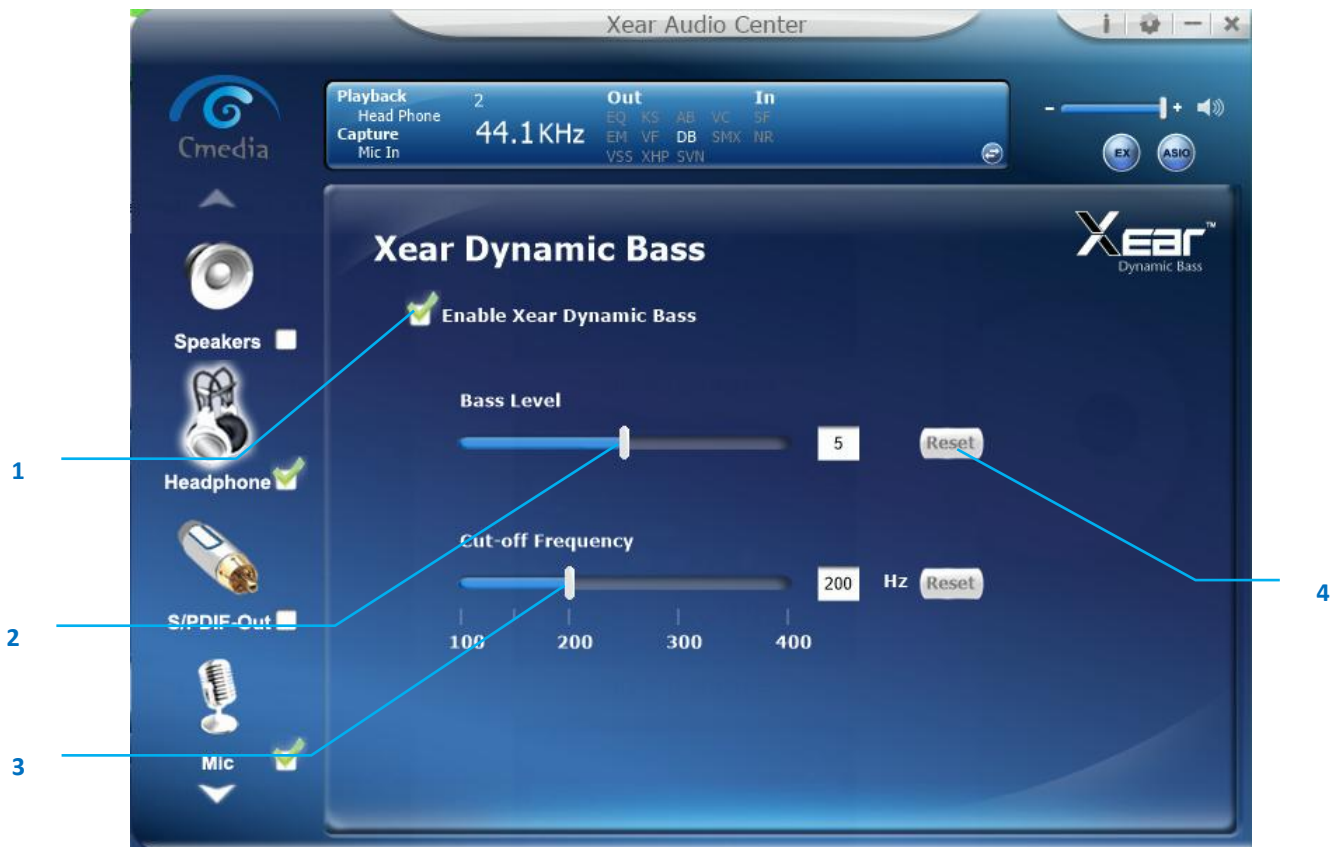 Xear Audio Center
i
Cmedia
Playback 2 Out In
Head Phone EQ KS AB VC SF
Capture 44.1 KHz EM VF DB SMX NR
Mic In VSS XHP SVN
- +
EX ASIO
Xear Dynamic Bass
Xear™
Dynamic Bass
Enable Xear Dynamic Bass
Speakers
Bass Level
5 Reset
1
Headphone
Cut-off Frequency
200 Hz Reset
4
S/PDIF-Out
2
100 200 300 400
Mic
3